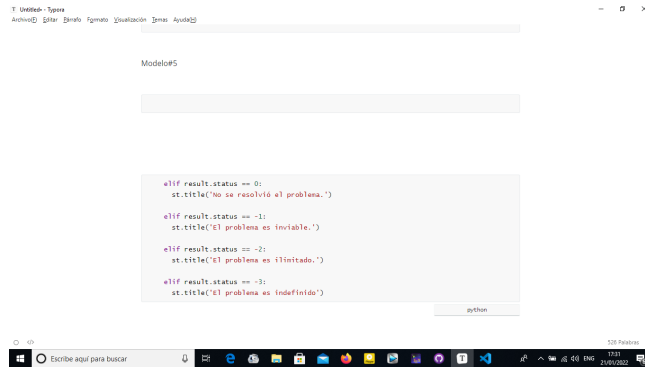 Untitled• - Typora
Archivo(F) Editar Párrafo Formato Visualización Temas Ayuda(H)
Modelo#5
elif result.status == 0:
st.title('No se resolvió el problema.')
elif result.status == -1:
st.title('El problema es inviable.')
elif result.status == -2:
st.title('El problema es ilimitado.')
elif result.status == -3:
st.title('El problema es indefinido')
python
526 Palabras
Escribe aquí para buscar
ENG
17:31
21/01/2022